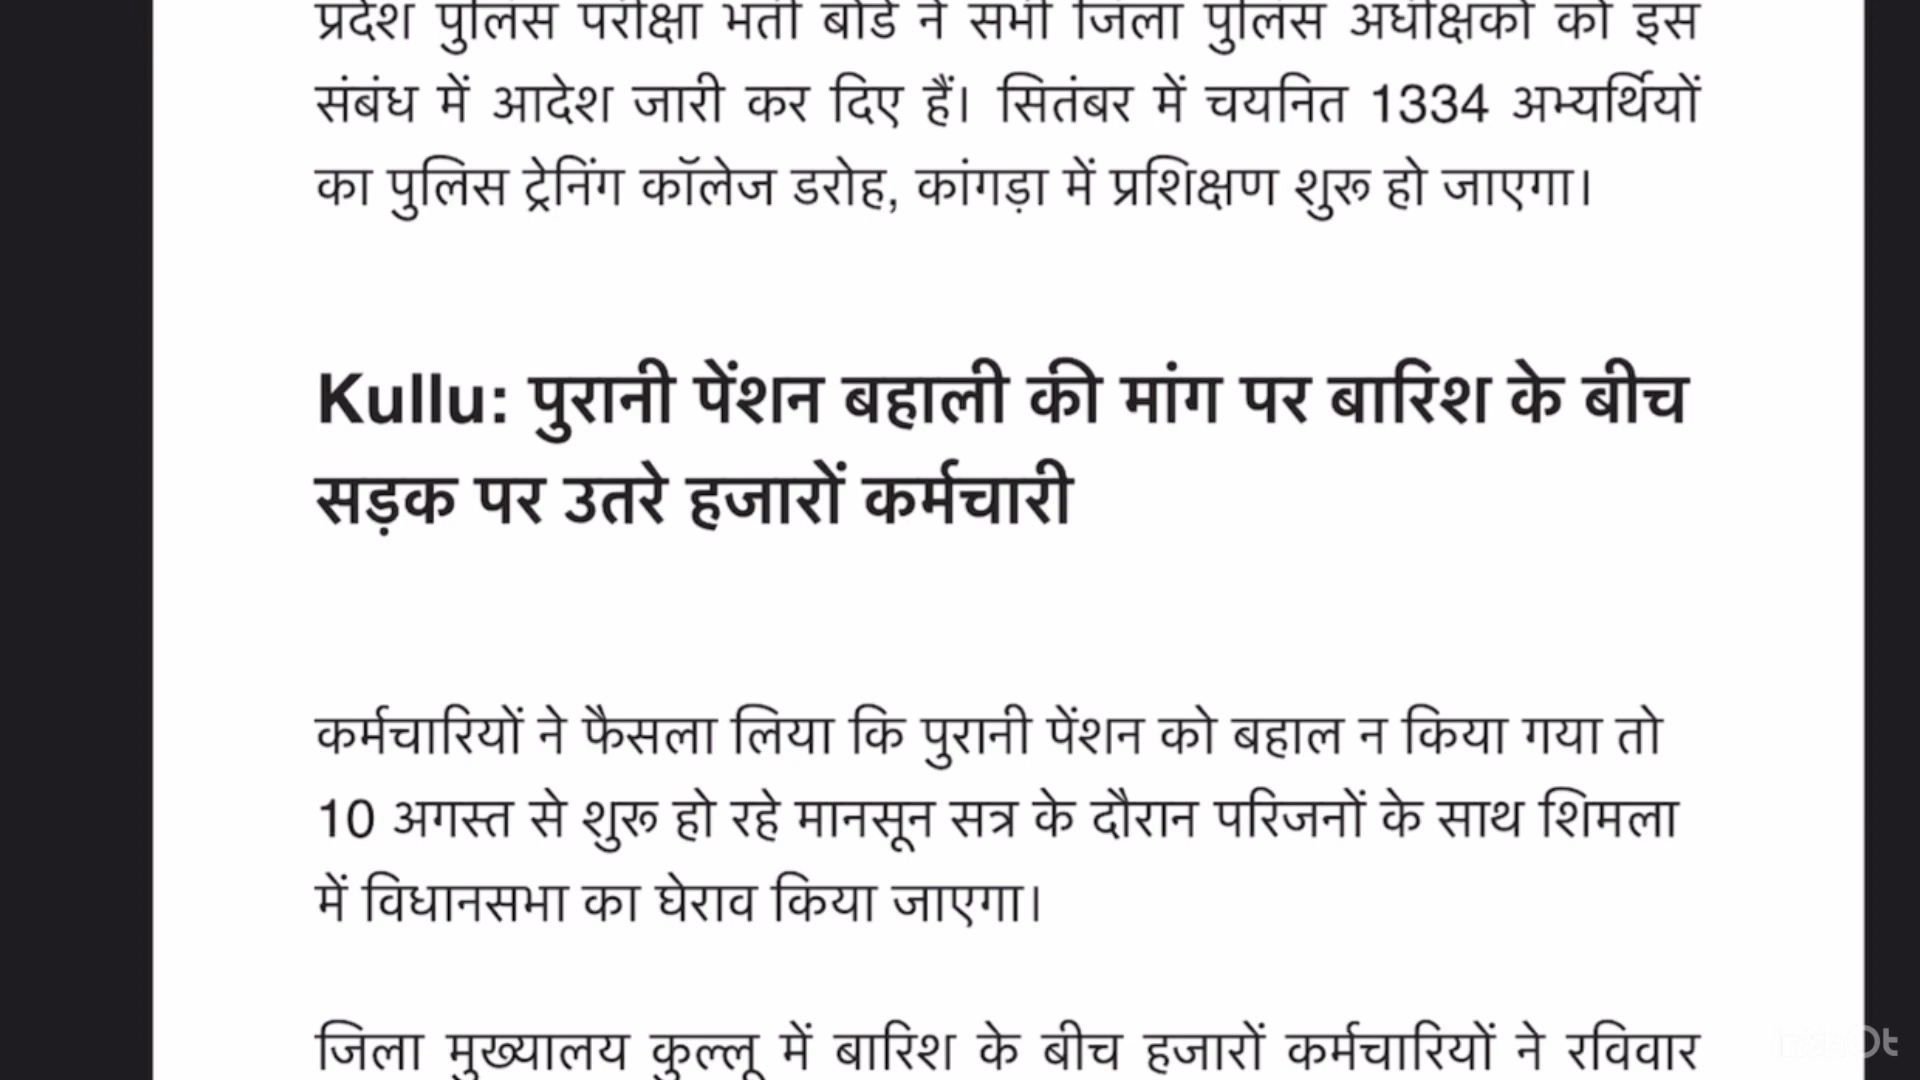 प्रदेश पुलिस परीक्षा भर्ती बोर्ड ने सभी जिला पुलिस अधीक्षकों को इस
संबंध में आदेश जारी कर दिए हैं। सितंबर में चयनित 1334 अभ्यर्थियों
का पुलिस ट्रेनिंग कॉलेज डरोह, कांगड़ा में प्रशिक्षण शुरू हो जाएगा।
Kullu: पुरानी पेंशन बहाली की मांग पर बारिश के बीच
सड़क पर उतरे हजारों कर्मचारी
कर्मचारियों ने फैसला लिया कि पुरानी पेंशन को बहाल न किया गया तो
10 अगस्त से शुरू हो रहे मानसून सत्र के दौरान परिजनों के साथ शिमला
में विधानसभा का घेराव किया जाएगा।
जिला मुख्यालय कुल्लू में बारिश के बीच हजारों कर्मचारियों ने रविवार